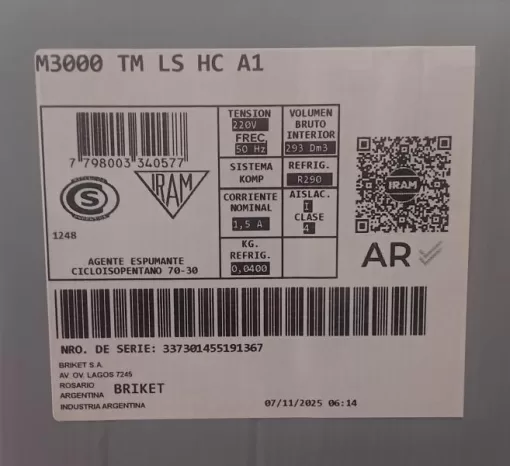 M3000 TM LS HC A1
7 798003 340577
IRAM
S
1248
AGENTE ESPUMANTE
CICLOISOPENTANO 70-30
TENSION
220V
FREC.
50 Hz
VOLUMEN
BRUTO
INTERIOR
293 Dm3
SISTEMA
KOMP
REFRIG.
R290
CORRIENTE
NOMINAL
1,5 A
AISLAC.
I
CLASE
4
KG.
REFRIG.
0,0400
IRAM
AR
NRO. DE SERIE: 337301455191367
BRIKET S.A.
AV OV. LAGOS 7245
ROSARIO
ARGENTINA BRIKET
INDUSTRIA ARGENTINA
07/11/2025 06:14